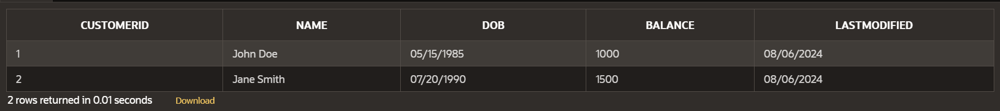 CUSTOMERID NAME DOB BALANCE LASTMODIFIED
1 John Doe 05/15/1985 1000 08/06/2024
2 Jane Smith 07/20/1990 1500 08/06/2024
2 rows returned in 0.01 seconds Download